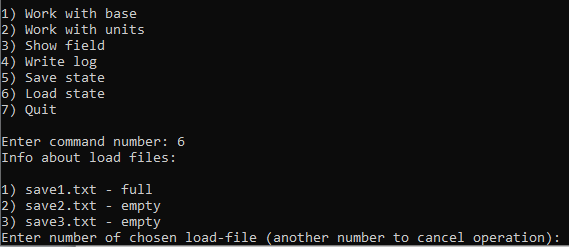 1) Work with base
2) Work with units
3) Show field
4) Write log
5) Save state
6) Load state
7) Quit
Enter command number: 6
Info about load files:
1) save1.txt - full
2) save2.txt - empty
3) save3.txt - empty
Enter number of chosen load-file (another number to cancel operation):